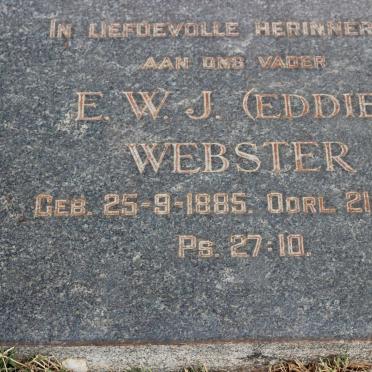 IN LIEFDEVOLLE HERINNER
AAN ONS VADER
E. W. J. (EDDIE
WEBSTER
GEB. 25-9-1885. OORL. 21
PS. 27:10.